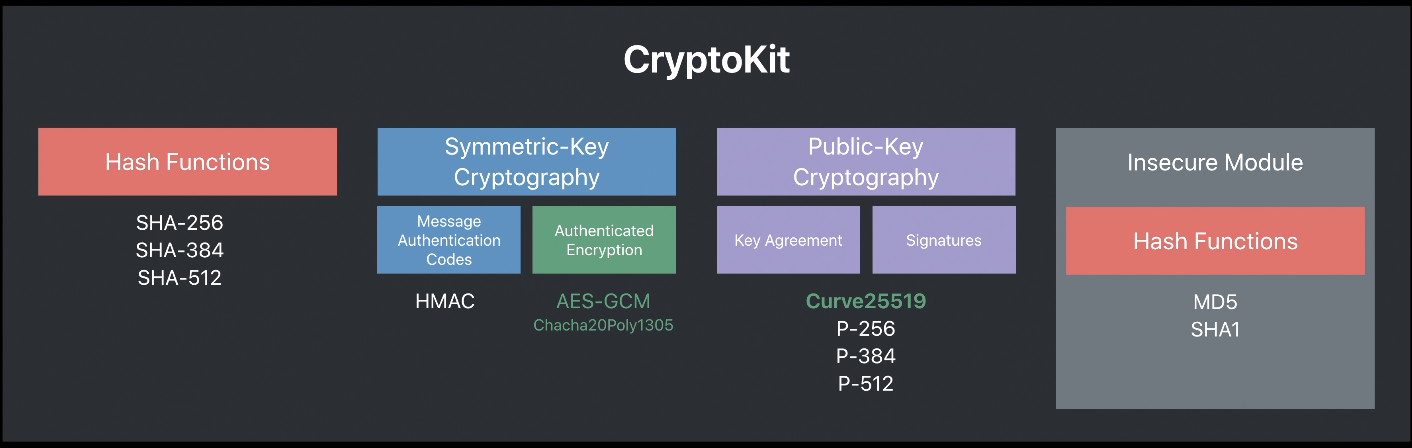 CryptoKit
Hash Functions
SHA-256
SHA-384
SHA-512
Symmetric-Key
Cryptography
Message
Authentication
Codes
HMAC
Authenticated
Encryption
AES-GCM
Chacha20Poly1305
Public-Key
Cryptography
Key Agreement
Signatures
Curve25519
P-256
P-384
P-512
Insecure Module
Hash Functions
MD5
SHA1